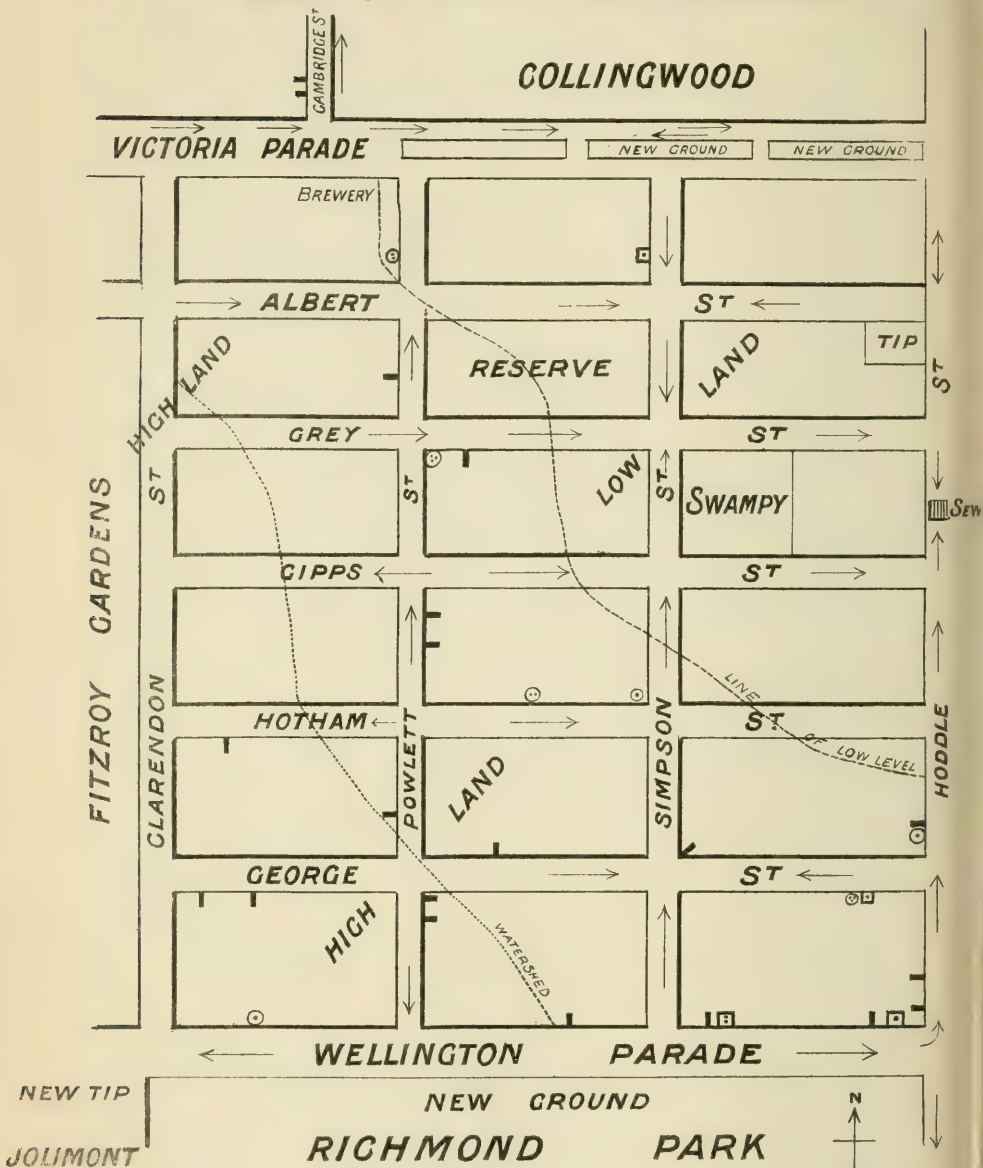 CAMBRIDGE ST
COLLINGWOOD
VICTORIA PARADE
NEW GROUND
NEW GROUND
BREWERY
ALBERT ST
HIGH LAND
RESERVE
LAND
TIP
ST
GREY ST
FITZROY GARDENS
ST
ST
LOW
ST
SWAMPY
SEW
GIPPS ST
CLARENDON
HOTHAM ST
POWLETT
LAND
SIMPSON
LINE OF LOW LEVEL
HODDLE
GEORGE ST
HIGH
WATERSHED
WELLINGTON PARADE
NEW TIP
NEW GROUND
N
JOLIMONT
RICHMOND PARK